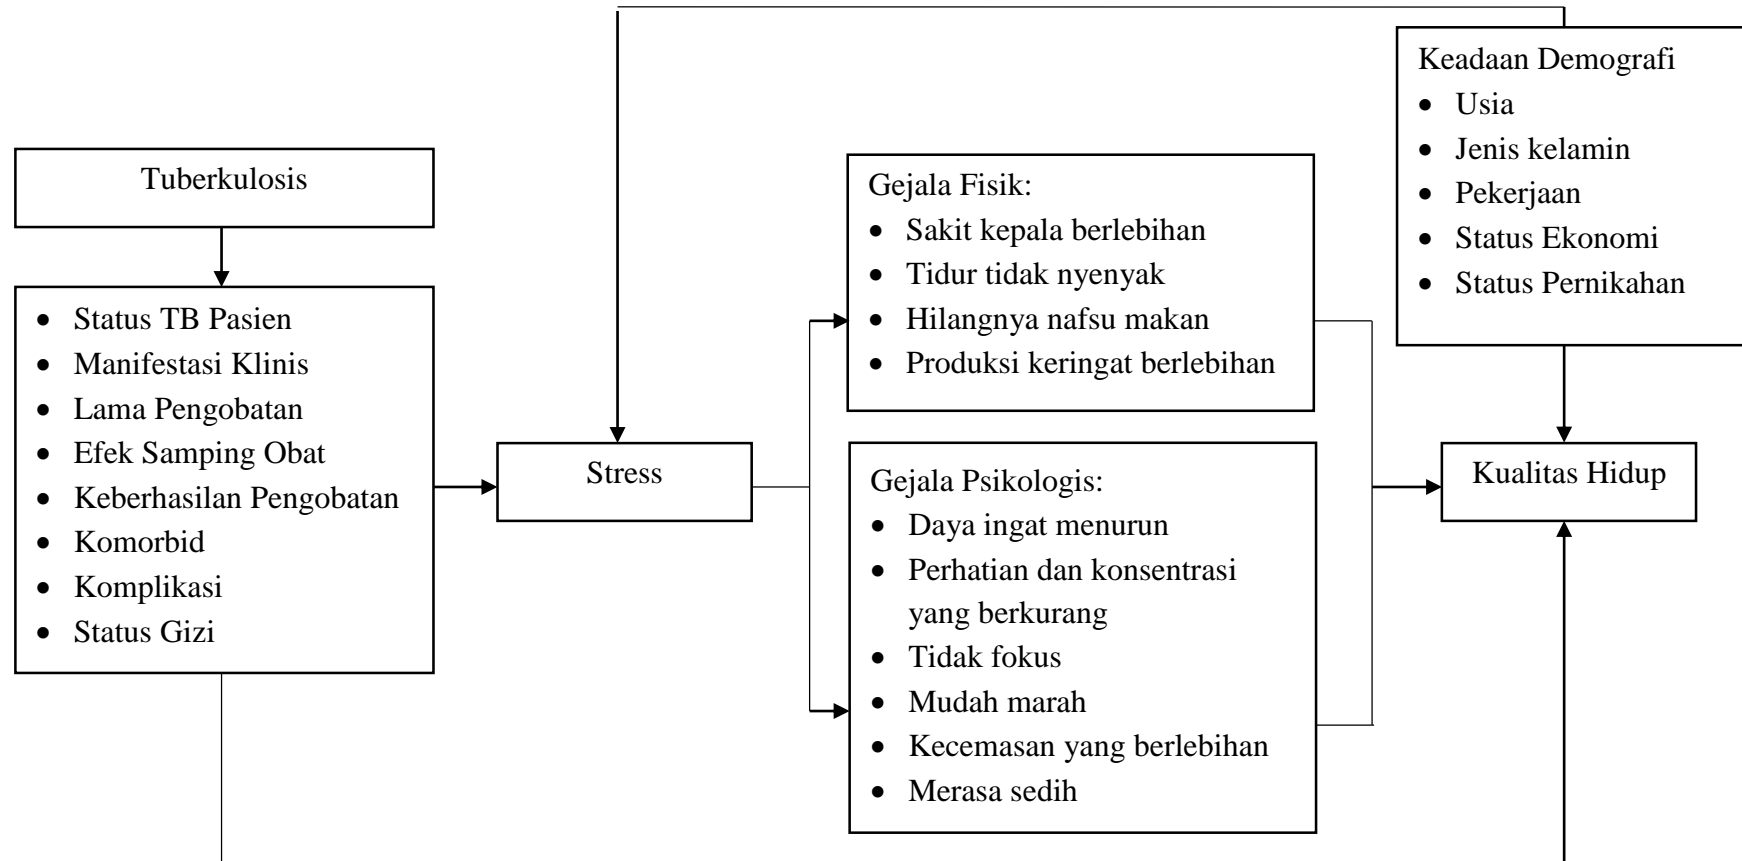 Tuberkulosis
• Status TB Pasien
• Manifestasi Klinis
• Lama Pengobatan
• Efek Samping Obat
• Keberhasilan Pengobatan
• Komorbid
• Komplikasi
• Status Gizi
Stress
Gejala Fisik:
• Sakit kepala berlebihan
• Tidur tidak nyenyak
• Hilangnya nafsu makan
• Produksi keringat berlebihan
Gejala Psikologis:
• Daya ingat menurun
• Perhatian dan konsentrasi
yang berkurang
• Tidak fokus
• Mudah marah
• Kecemasan yang berlebihan
• Merasa sedih
Keadaan Demografi
• Usia
• Jenis kelamin
• Pekerjaan
• Status Ekonomi
• Status Pernikahan
Kualitas Hidup